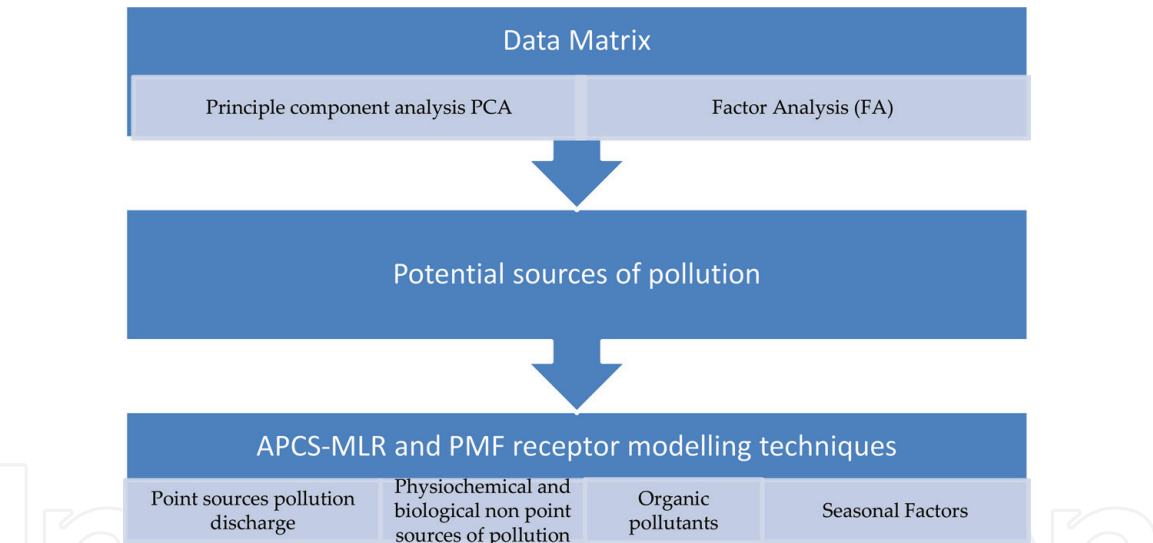 Data Matrix
Principle component analysis PCA
Factor Analysis (FA)
Potential sources of pollution
APCS-MLR and PMF receptor modelling techniques
Point sources pollution
discharge
Physiochemical and
biological non point
sources of pollution
Organic
pollutants
Seasonal Factors